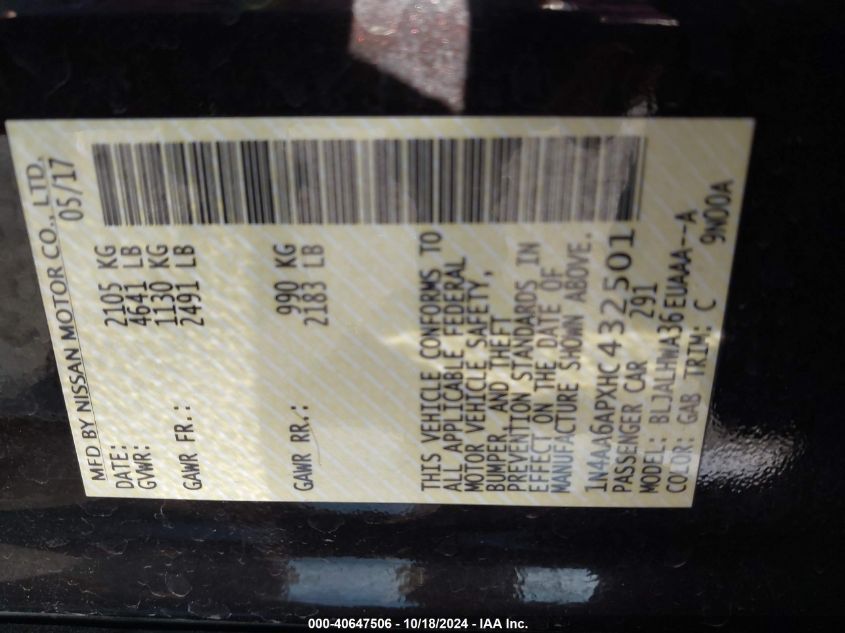 MFD BY NISSAN MOTOR CO., LTD.
DATE: 05/17
GVWR: 2105 KG
4641 LB
GAWR FR.: 1130 KG
2491 LB
GAWR RR.: 990 KG
2183 LB
THIS VEHICLE CONFORMS TO
ALL APPLICABLE FEDERAL
MOTOR VEHICLE SAFETY,
BUMPER, AND THEFT
PREVENTION STANDARDS IN
EFFECT ON THE DATE OF
MANUFACTURE SHOWN ABOVE.
1N4AA6APXHC432501
PASSENGER CAR 291
MODEL: BLJALHWA36EUAAA--A
COLOR: GAB TRIM: C 9N00A
000-40647506 - 10/18/2024 - IAA Inc.